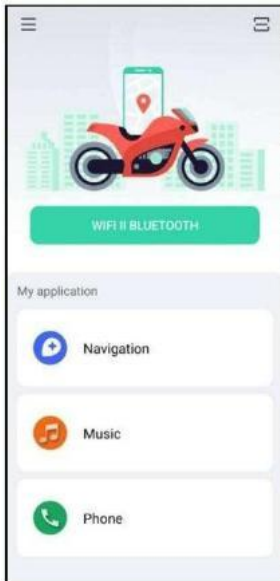 WIFI II BLUETOOTH
My application
Navigation
Music
Phone